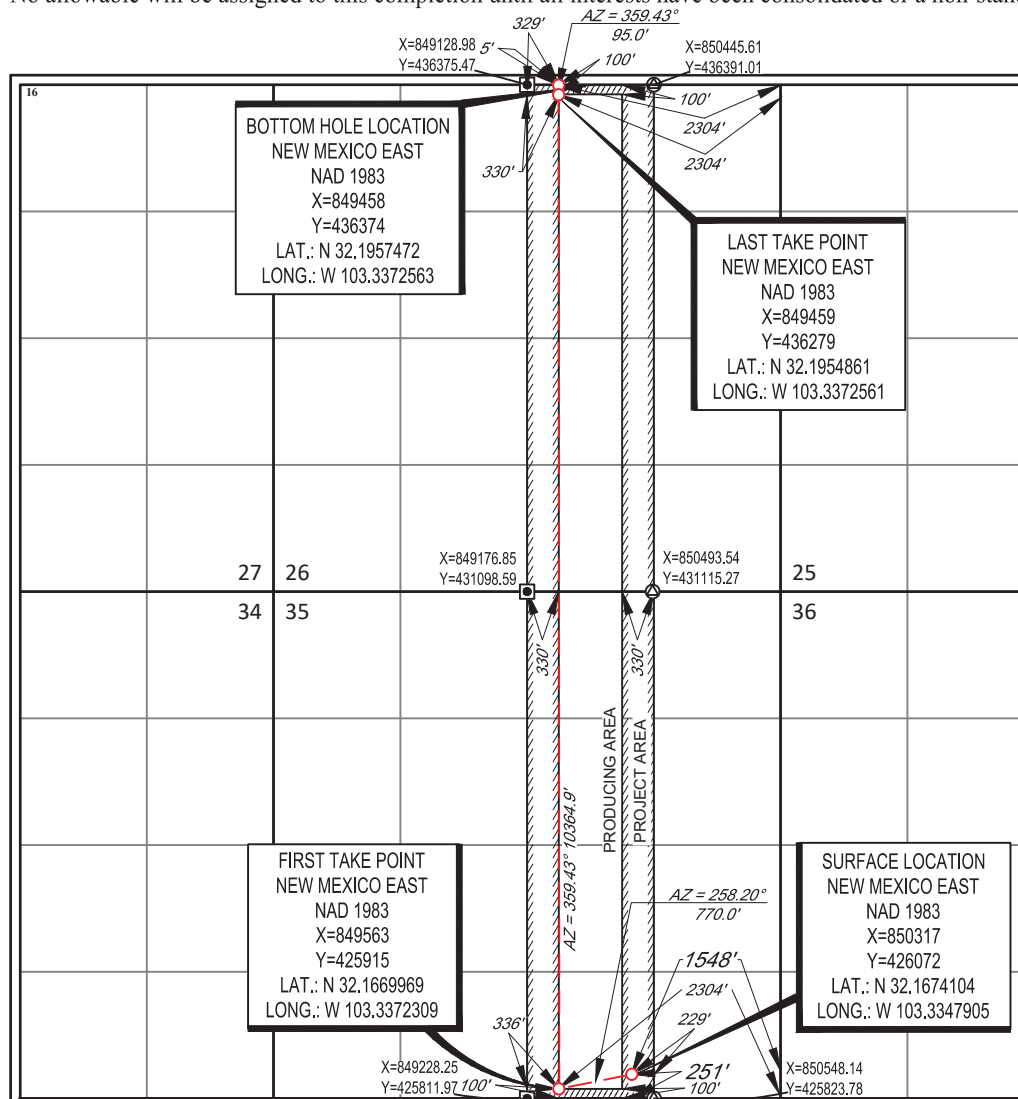 No allowable will be assigned to this completion until all interests have been consolidated or a non-stan
329'
AZ = 359.43°
95.0'
X=849128.98
Y=436375.47
5'
100'
X=850445.61
Y=436391.01
16
100'
2304'
2304'
330'
BOTTOM HOLE LOCATION
NEW MEXICO EAST
NAD 1983
X=849458
Y=436374
LAT.: N 32.1957472
LONG.: W 103.3372563
LAST TAKE POINT
NEW MEXICO EAST
NAD 1983
X=849459
Y=436279
LAT.: N 32.1954861
LONG.: W 103.3372561
X=849176.85
Y=431098.59
X=850493.54
Y=431115.27
27 26
25
34 35
36
330'
330'
PRODUCING AREA
PROJECT AREA
AZ = 359.43° 10364.9'
FIRST TAKE POINT
NEW MEXICO EAST
NAD 1983
X=849563
Y=425915
LAT.: N 32.1669969
LONG.: W 103.3372309
AZ = 258.20°
770.0'
SURFACE LOCATION
NEW MEXICO EAST
NAD 1983
X=850317
Y=426072
LAT.: N 32.1674104
LONG.: W 103.3347905
1548'
2304'
229'
336'
251'
X=849228.25
Y=425811.97
100'
100'
X=850548.14
Y=425823.78